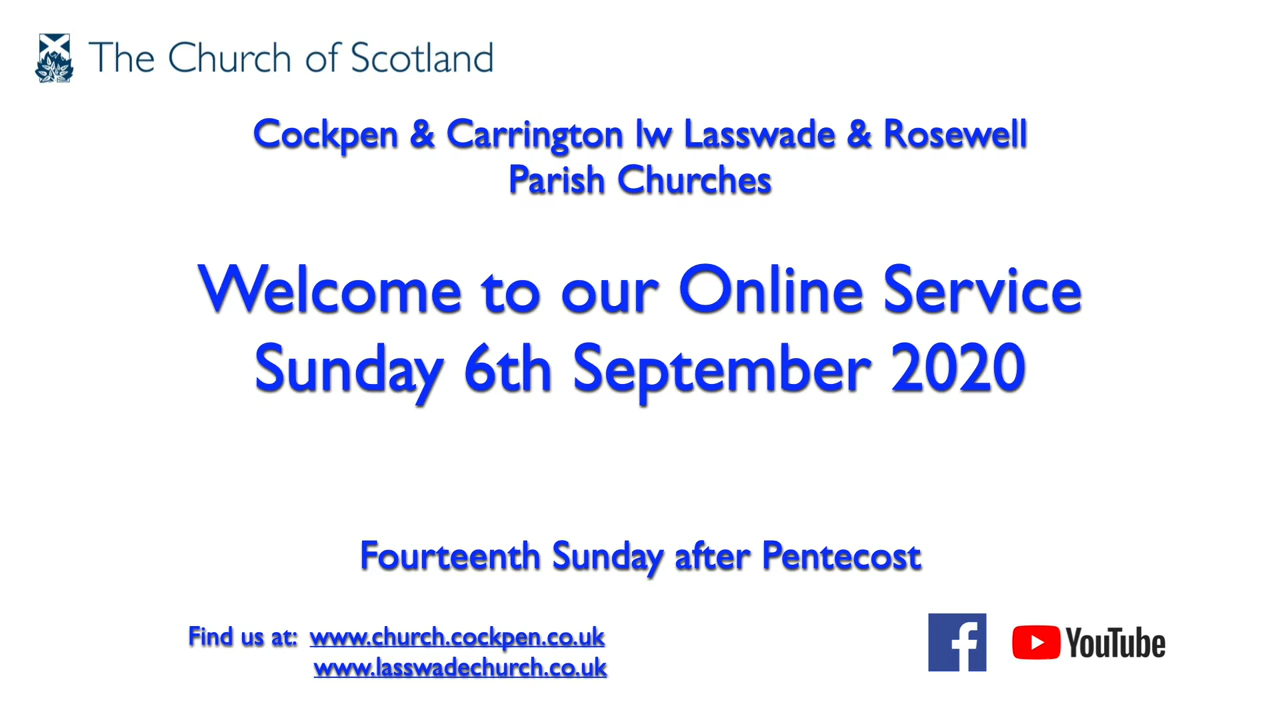 The Church of Scotland
Cockpen & Carrington lw Lasswade & Rosewell
Parish Churches
Welcome to our Online Service
Sunday 6th September 2020
Fourteenth Sunday after Pentecost
Find us at: www.church.cockpen.co.uk
www.lasswadechurch.co.uk
f YouTube